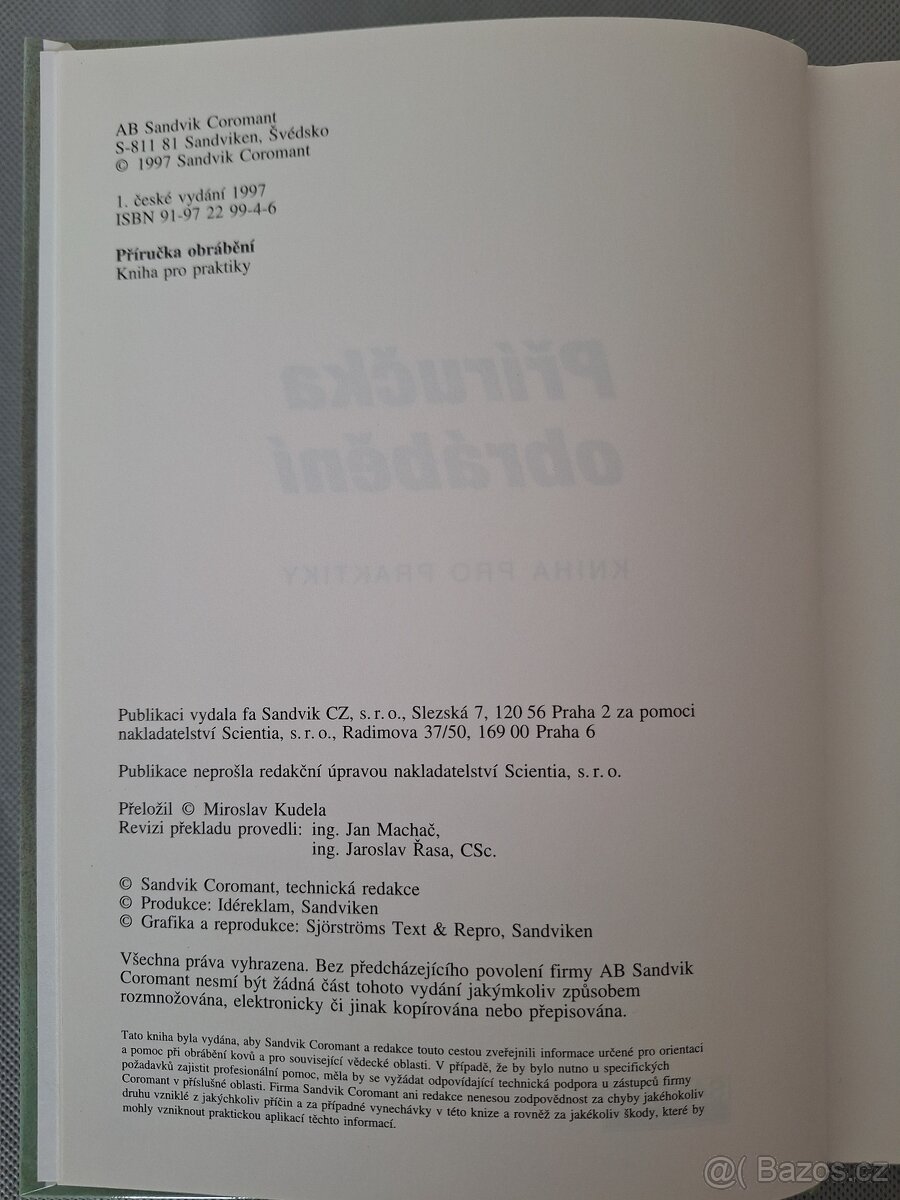 AB Sandvik Coromant
S-811 81 Sandviken, Švédsko
© 1997 Sandvik Coromant
1. české vydání 1997
ISBN 91-97 22 99-4-6
Příručka obrábění
Kniha pro praktiky
Příručka
obrábění
KNIHA PRO PRAKTIKY
Publikaci vydala fa Sandvik CZ, s. r. o., Slezská 7, 120 56 Praha 2 za pomoci
nakladatelství Scientia, s. r. o., Radimova 37/50, 169 00 Praha 6
Publikace neprošla redakční úpravou nakladatelství Scientia, s. r. o.
Přeložil © Miroslav Kudela
Revizi překladu provedli: ing. Jan Machač,
ing. Jaroslav Řasa, CSc.
© Sandvik Coromant, technická redakce
© Produkce: Idéreklam, Sandviken
© Grafika a reprodukce: Sjörströms Text & Repro, Sandviken
Všechna práva vyhrazena. Bez předcházejícího povolení firmy AB Sandvik
Coromant nesmí být žádná část tohoto vydání jakýmkoliv způsobem
rozmnožována, elektronicky či jinak kopírována nebo přepisována.
Tato kniha byla vydána, aby Sandvik Coromant a redakce touto cestou zveřejnili informace určené pro orientaci
a pomoc při obrábění kovů a pro související vědecké oblasti. V případě, že by bylo nutno u specifických
požadavků zajistit profesionální pomoc, měla by se vyžádat odpovídající technická podpora u zástupců firmy
Coromant v příslušné oblasti. Firma Sandvik Coromant ani redakce nenesou zodpovědnost za chyby jakéhokoliv
druhu vzniklé z jakýchkoliv příčin a za případné vynechávky v této knize a rovněž za jakékoliv škody, které by
mohly vzniknout praktickou aplikací těchto informací.
@( Bazos.cz